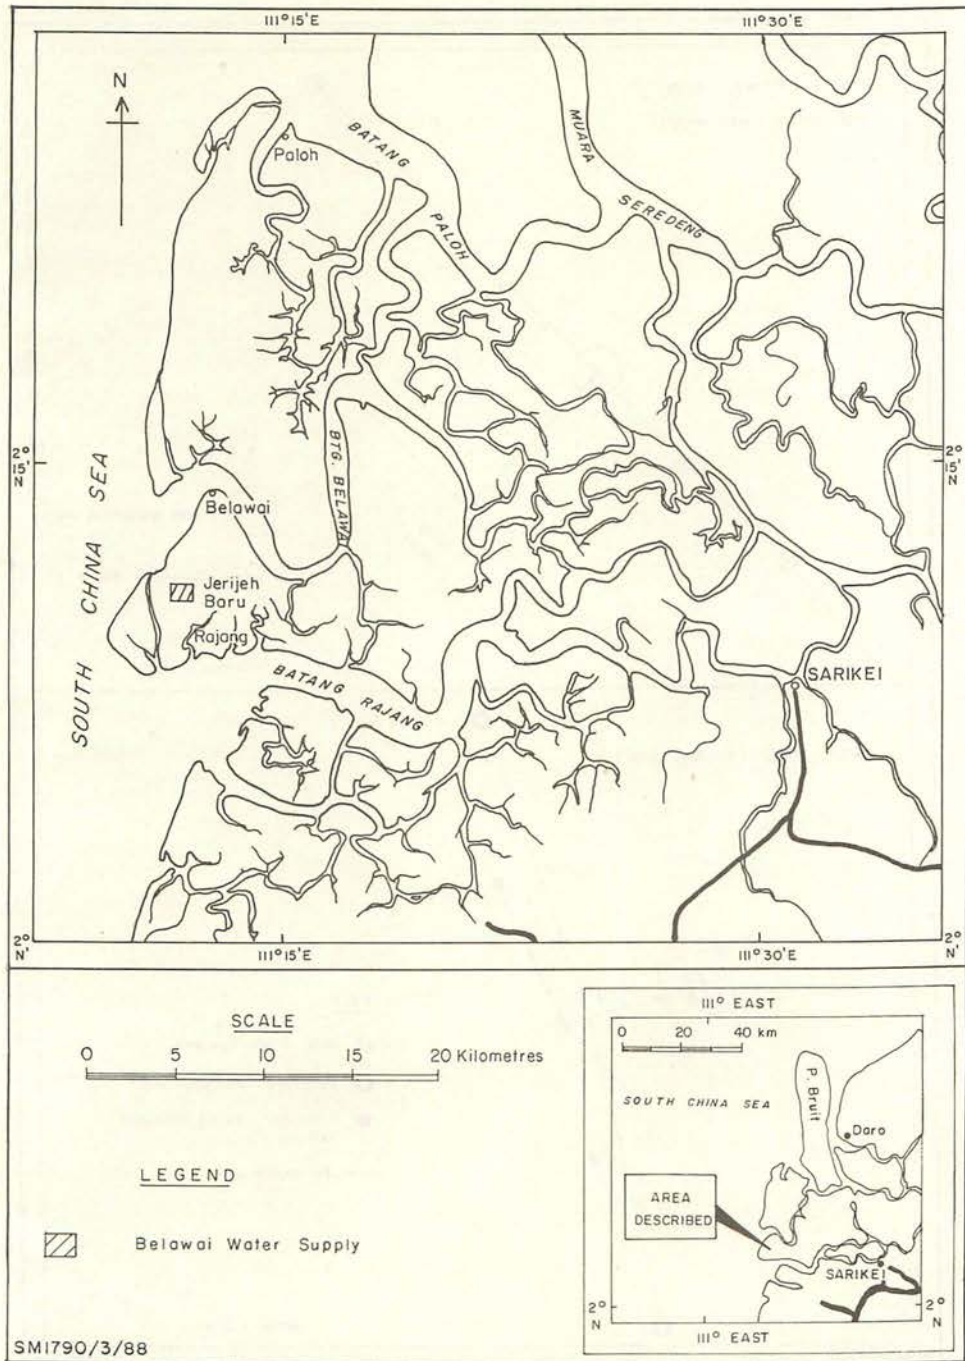 111° 15' E
111° 30' E
N
Paloh
BATANG
PALOH
MUARA
SEREDENG
2°
15'
N
2°
15'
N
BTG. BELAWAI
Belawai
SOUTH CHINA SEA
Jerijeh
Baru
Rajang
BATANG
RAJANG
SARIKEI
2°
N'
2°
N'
111° 15' E
111° 30' E
SCALE
0 5 10 15 20 Kilometres
LEGEND
Belawai Water Supply
SM1790/3/88
111° EAST
0 20 40 km
SOUTH CHINA SEA
P. Bruit
Daro
AREA
DESCRIBED
SARIKEI
2°
N
2°
N
111° EAST